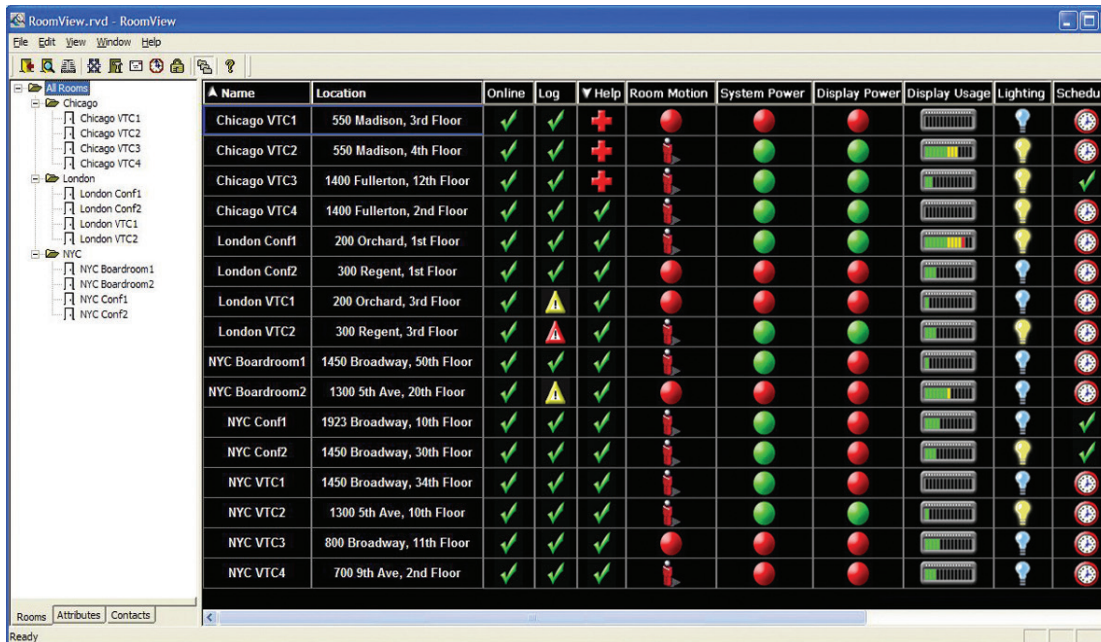 RoomView.rvd - RoomView
File Edit View Window Help
All Rooms
Chicago
Chicago VTC1
Chicago VTC2
Chicago VTC3
Chicago VTC4
London
London Conf1
London Conf2
London VTC1
London VTC2
NYC
NYC Boardroom1
NYC Boardroom2
NYC Conf1
NYC Conf2
Name Location Online Log Help Room Motion System Power Display Power Display Usage Lighting Schedu
Chicago VTC1 550 Madison, 3rd Floor
Chicago VTC2 550 Madison, 4th Floor
Chicago VTC3 1400 Fullerton, 12th Floor
Chicago VTC4 1400 Fullerton, 2nd Floor
London Conf1 200 Orchard, 1st Floor
London Conf2 300 Regent, 1st Floor
London VTC1 200 Orchard, 3rd Floor
London VTC2 300 Regent, 3rd Floor
NYC Boardroom1 1450 Broadway, 50th Floor
NYC Boardroom2 1300 5th Ave, 20th Floor
NYC Conf1 1923 Broadway, 10th Floor
NYC Conf2 1450 Broadway, 30th Floor
NYC VTC1 1450 Broadway, 34th Floor
NYC VTC2 1300 5th Ave, 10th Floor
NYC VTC3 800 Broadway, 11th Floor
NYC VTC4 700 9th Ave, 2nd Floor
Rooms Attributes Contacts
Ready